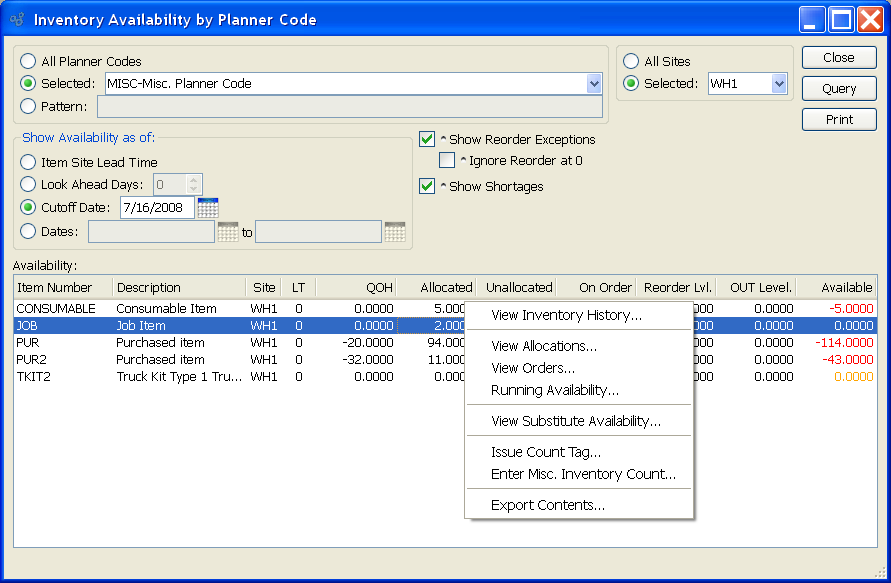 Inventory Availability by Planner Code
All Planner Codes
Selected: MISC-Misc. Planner Code
Pattern:
All Sites
Selected: WH1
Close
Query
Print
Show Availability as of:
Item Site Lead Time
Look Ahead Days: 0
Cutoff Date: 7/16/2008
Dates: to
^ Show Reorder Exceptions
^ Ignore Reorder at 0
^ Show Shortages
Availability:
Item Number Description Site LT QOH Allocated Unallocated On Order Reorder Lvl. OUT Level. Available
CONSUMABLE Consumable Item WH1 0 0.0000 5.000 000 0.0000 -5.0000
JOB Job Item WH1 0 0.0000 2.000 000 0.0000 0.0000
PUR Purchased item WH1 0 -20.0000 94.000 000 0.0000 -114.0000
PUR2 Purchased item WH1 0 -32.0000 11.000 000 0.0000 -43.0000
TKIT2 Truck Kit Type 1 Tru... WH1 0 0.0000 0.000 000 0.0000 0.0000
View Inventory History...
View Allocations...
View Orders...
Running Availability...
View Substitute Availability...
Issue Count Tag...
Enter Misc. Inventory Count...
Export Contents...